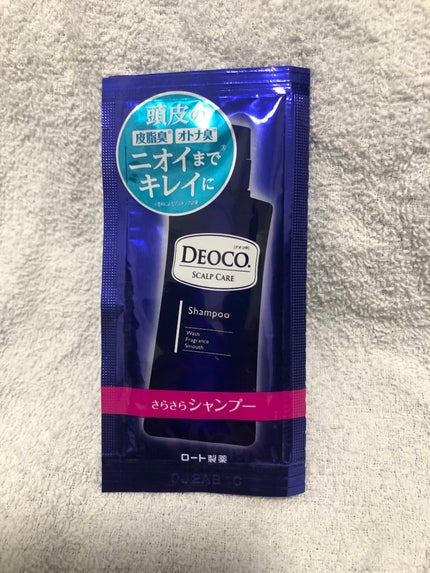 頭皮の
皮脂臭* オトナ臭*
ニオイまで
キレイに
[デオコ®]
DEOCO.
SCALP CARE
Shampoo
Wash
Fragrance
Smooth
さらさらシャンプー
ロート製薬